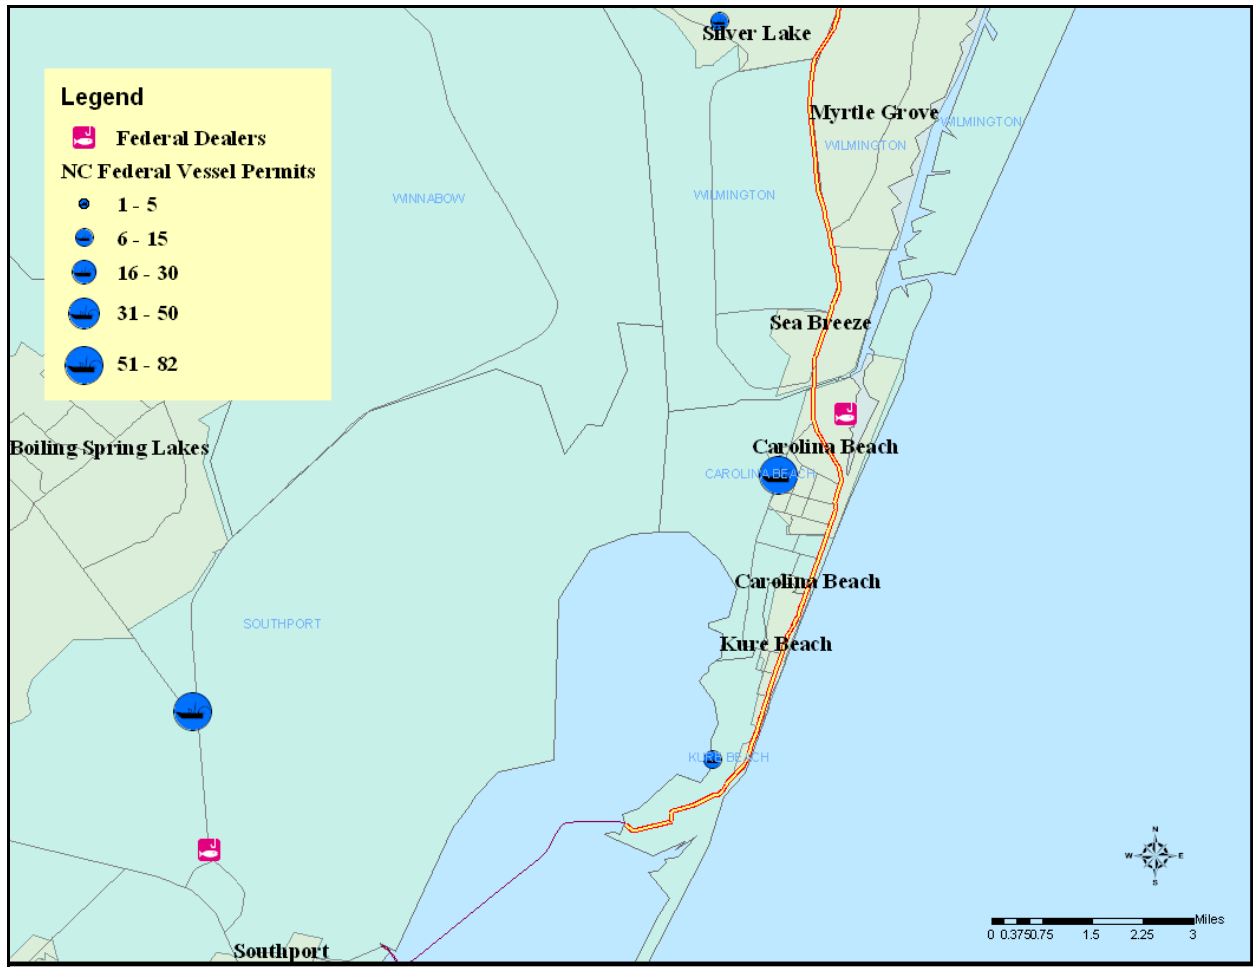 Silver Lake
Legend
Federal Dealers
NC Federal Vessel Permits
1 - 5
6 - 15
16 - 30
31 - 50
51 - 82
Myrtle Grove
WILMINGTON
WILMINGTON
WINNABOW
WILMINGTON
Sea Breeze
Boiling Spring Lakes
Carolina Beach
CAROLINA BEACH
Carolina Beach
SOUTHPORT
Kure Beach
KURE BEACH
N
W E
S
Miles
0 0.375 0.75 1.5 2.25 3
Southport